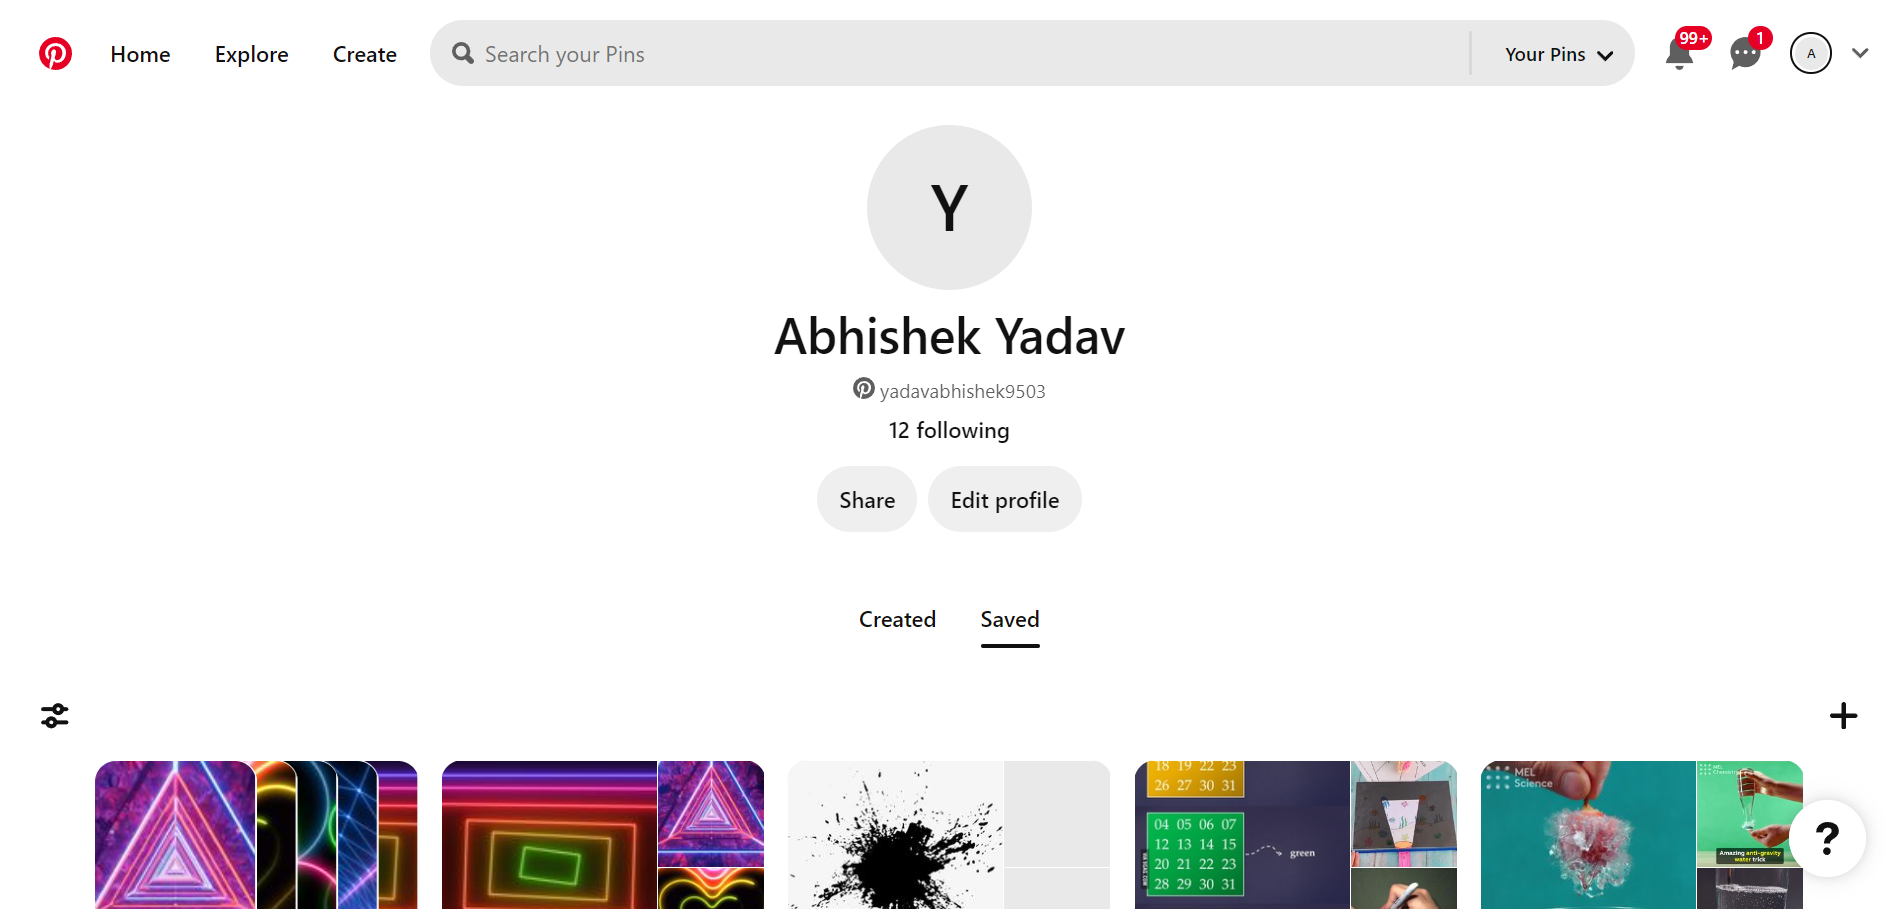 Home
Explore
Create
Search your Pins
Your Pins
99+
1
A
Y
Abhishek Yadav
yadavabhishek9503
12 following
Share
Edit profile
Created
Saved
18 19 22 23
26 27 30 31
04 05 06 07
12 13 14 15
20 21 22 23
28 29 30 31
green
MEL
Science
MEL
Chemistry
Amazing anti-gravity
water trick
?